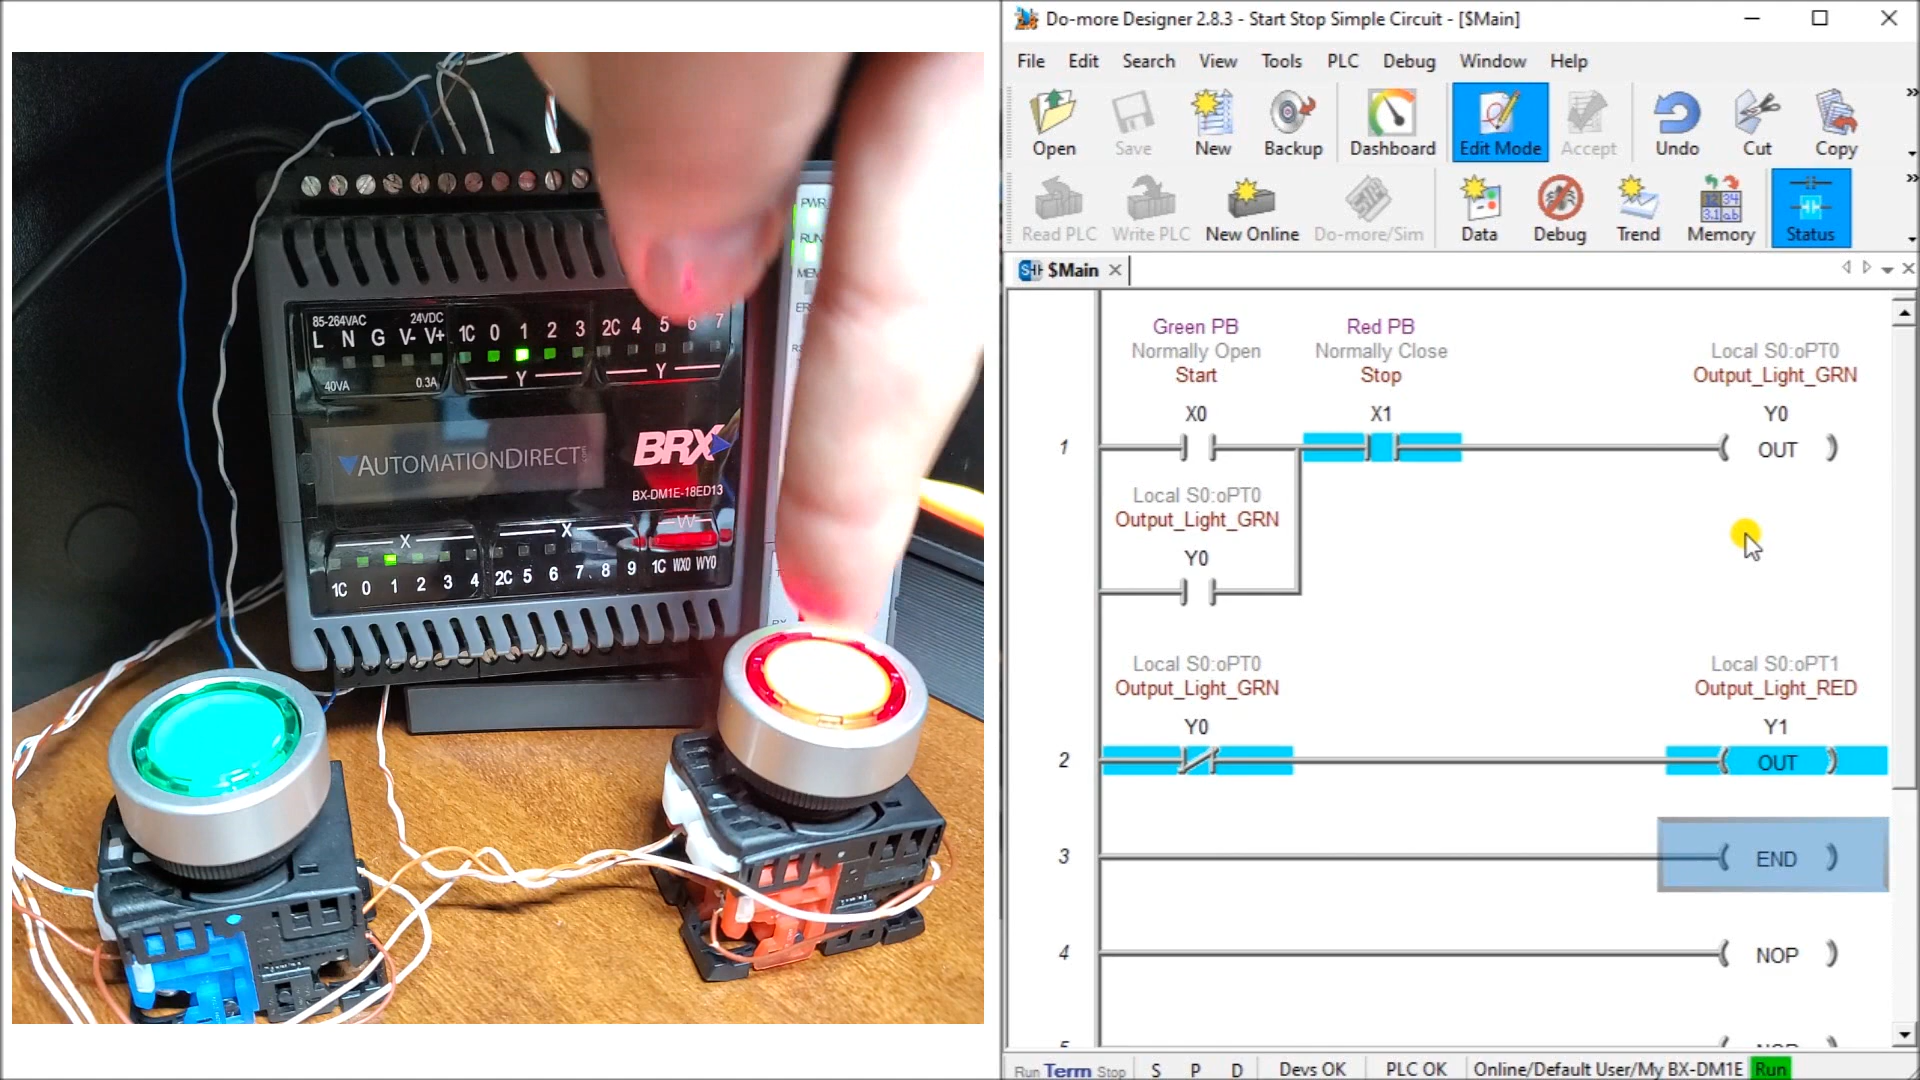 85-264VAC 24VDC
L N G V- V+ 1C 0 1 2 3 2C 4 5 6 7
Y Y
40VA 0.3A
PWR
RUN
AUTOMATIONDIRECT
BRX
BX-DM1E-18ED13
X X
1C 0 1 2 3 4 2C 5 6 7 8 9 1C WX0 WY0
Do-more Designer 2.8.3 - Start Stop Simple Circuit - [$Main]
File Edit Search View Tools PLC Debug Window Help
Open Save New Backup Dashboard Edit Mode Accept Undo Cut Copy
Read PLC Write PLC New Online Do-more/Sim Data Debug Trend Memory Status
$Main
Green PB Red PB
Normally Open Normally Close Local S0:oPT0
Start Stop Output_Light_GRN
X0 X1 Y0
1 OUT
Local S0:oPT0
Output_Light_GRN
Y0
Local S0:oPT0 Local S0:oPT1
Output_Light_GRN Output_Light_RED
Y0 Y1
2 OUT
3 END
4 NOP
Run Term Stop S P D Devs OK PLC OK Online/Default User/My BX-DM1E Run